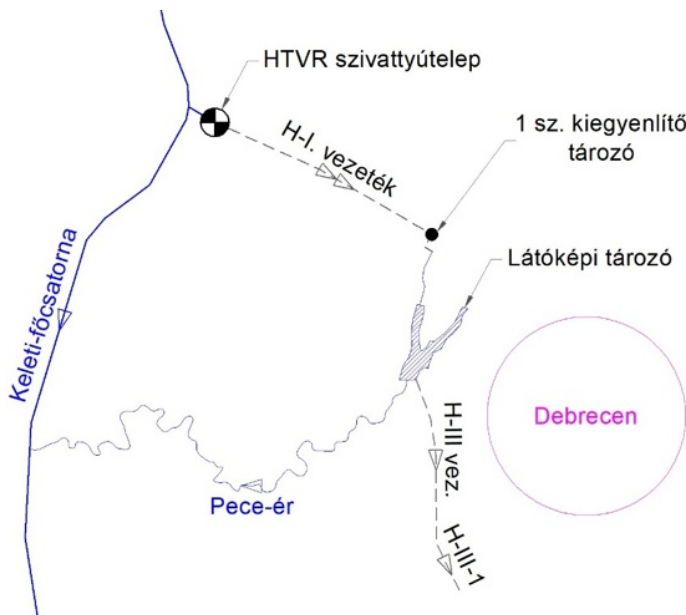 HTVR szivattyútelep
H-I. vezeték
1 sz. kiegyenlítő
tározó
Látóképi tározó
Keleti-főcsatorna
Debrecen
H-III vez.
Pece-ér
H-III-1